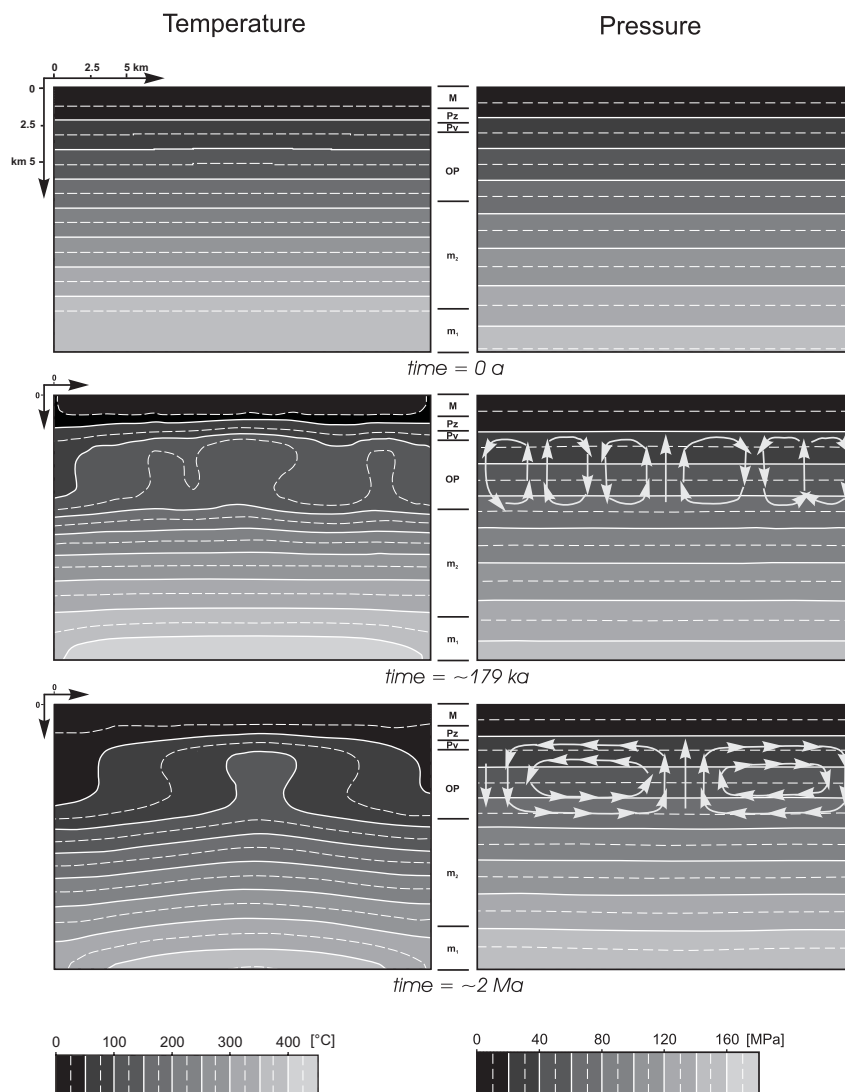 Temperature Pressure
0 2.5 5 km
0
2.5
km 5
M
Pz
Pv
OP
m₂
m₁
time = 0 a
0
0
M
Pz
Pv
OP
m₂
m₁
time = ~179 ka
0
0
M
Pz
Pv
OP
m₂
m₁
time = ~2 Ma
0 100 200 300 400 [°C] 0 40 80 120 160 [MPa]